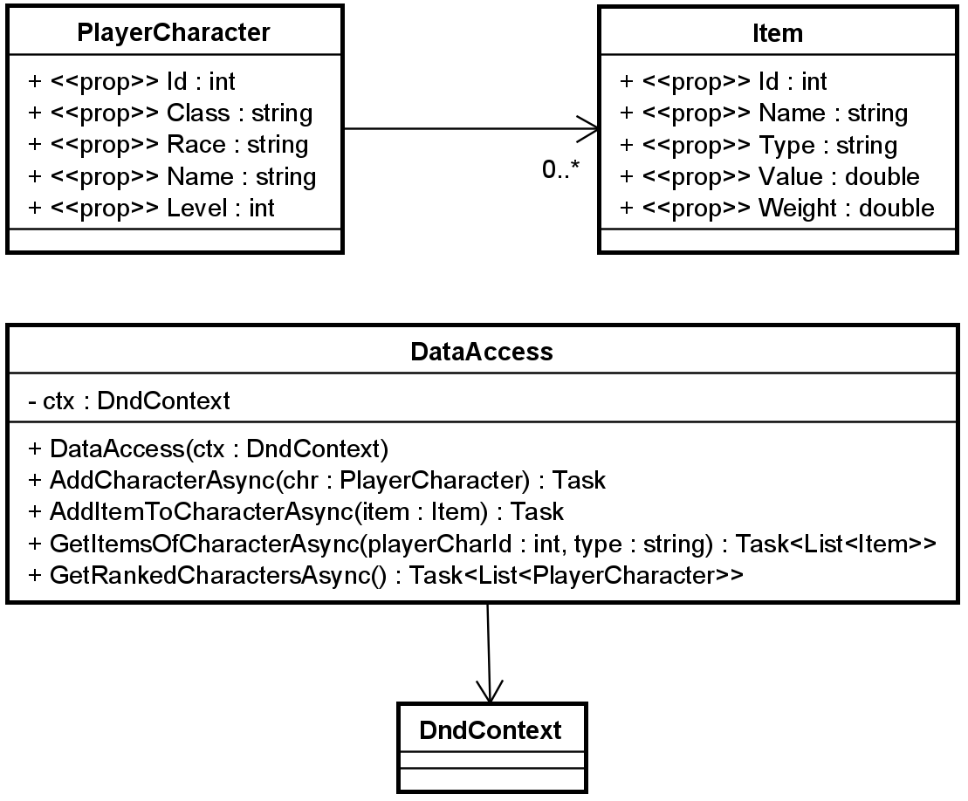 PlayerCharacter
+ <<prop>> Id : int
+ <<prop>> Class : string
+ <<prop>> Race : string
+ <<prop>> Name : string
+ <<prop>> Level : int
0..*
Item
+ <<prop>> Id : int
+ <<prop>> Name : string
+ <<prop>> Type : string
+ <<prop>> Value : double
+ <<prop>> Weight : double
DataAccess
- ctx : DndContext
+ DataAccess(ctx : DndContext)
+ AddCharacterAsync(chr : PlayerCharacter) : Task
+ AddItemToCharacterAsync(item : Item) : Task
+ GetItemsOfCharacterAsync(playerCharId : int, type : string) : Task<List<Item>>
+ GetRankedCharactersAsync() : Task<List<PlayerCharacter>>
DndContext